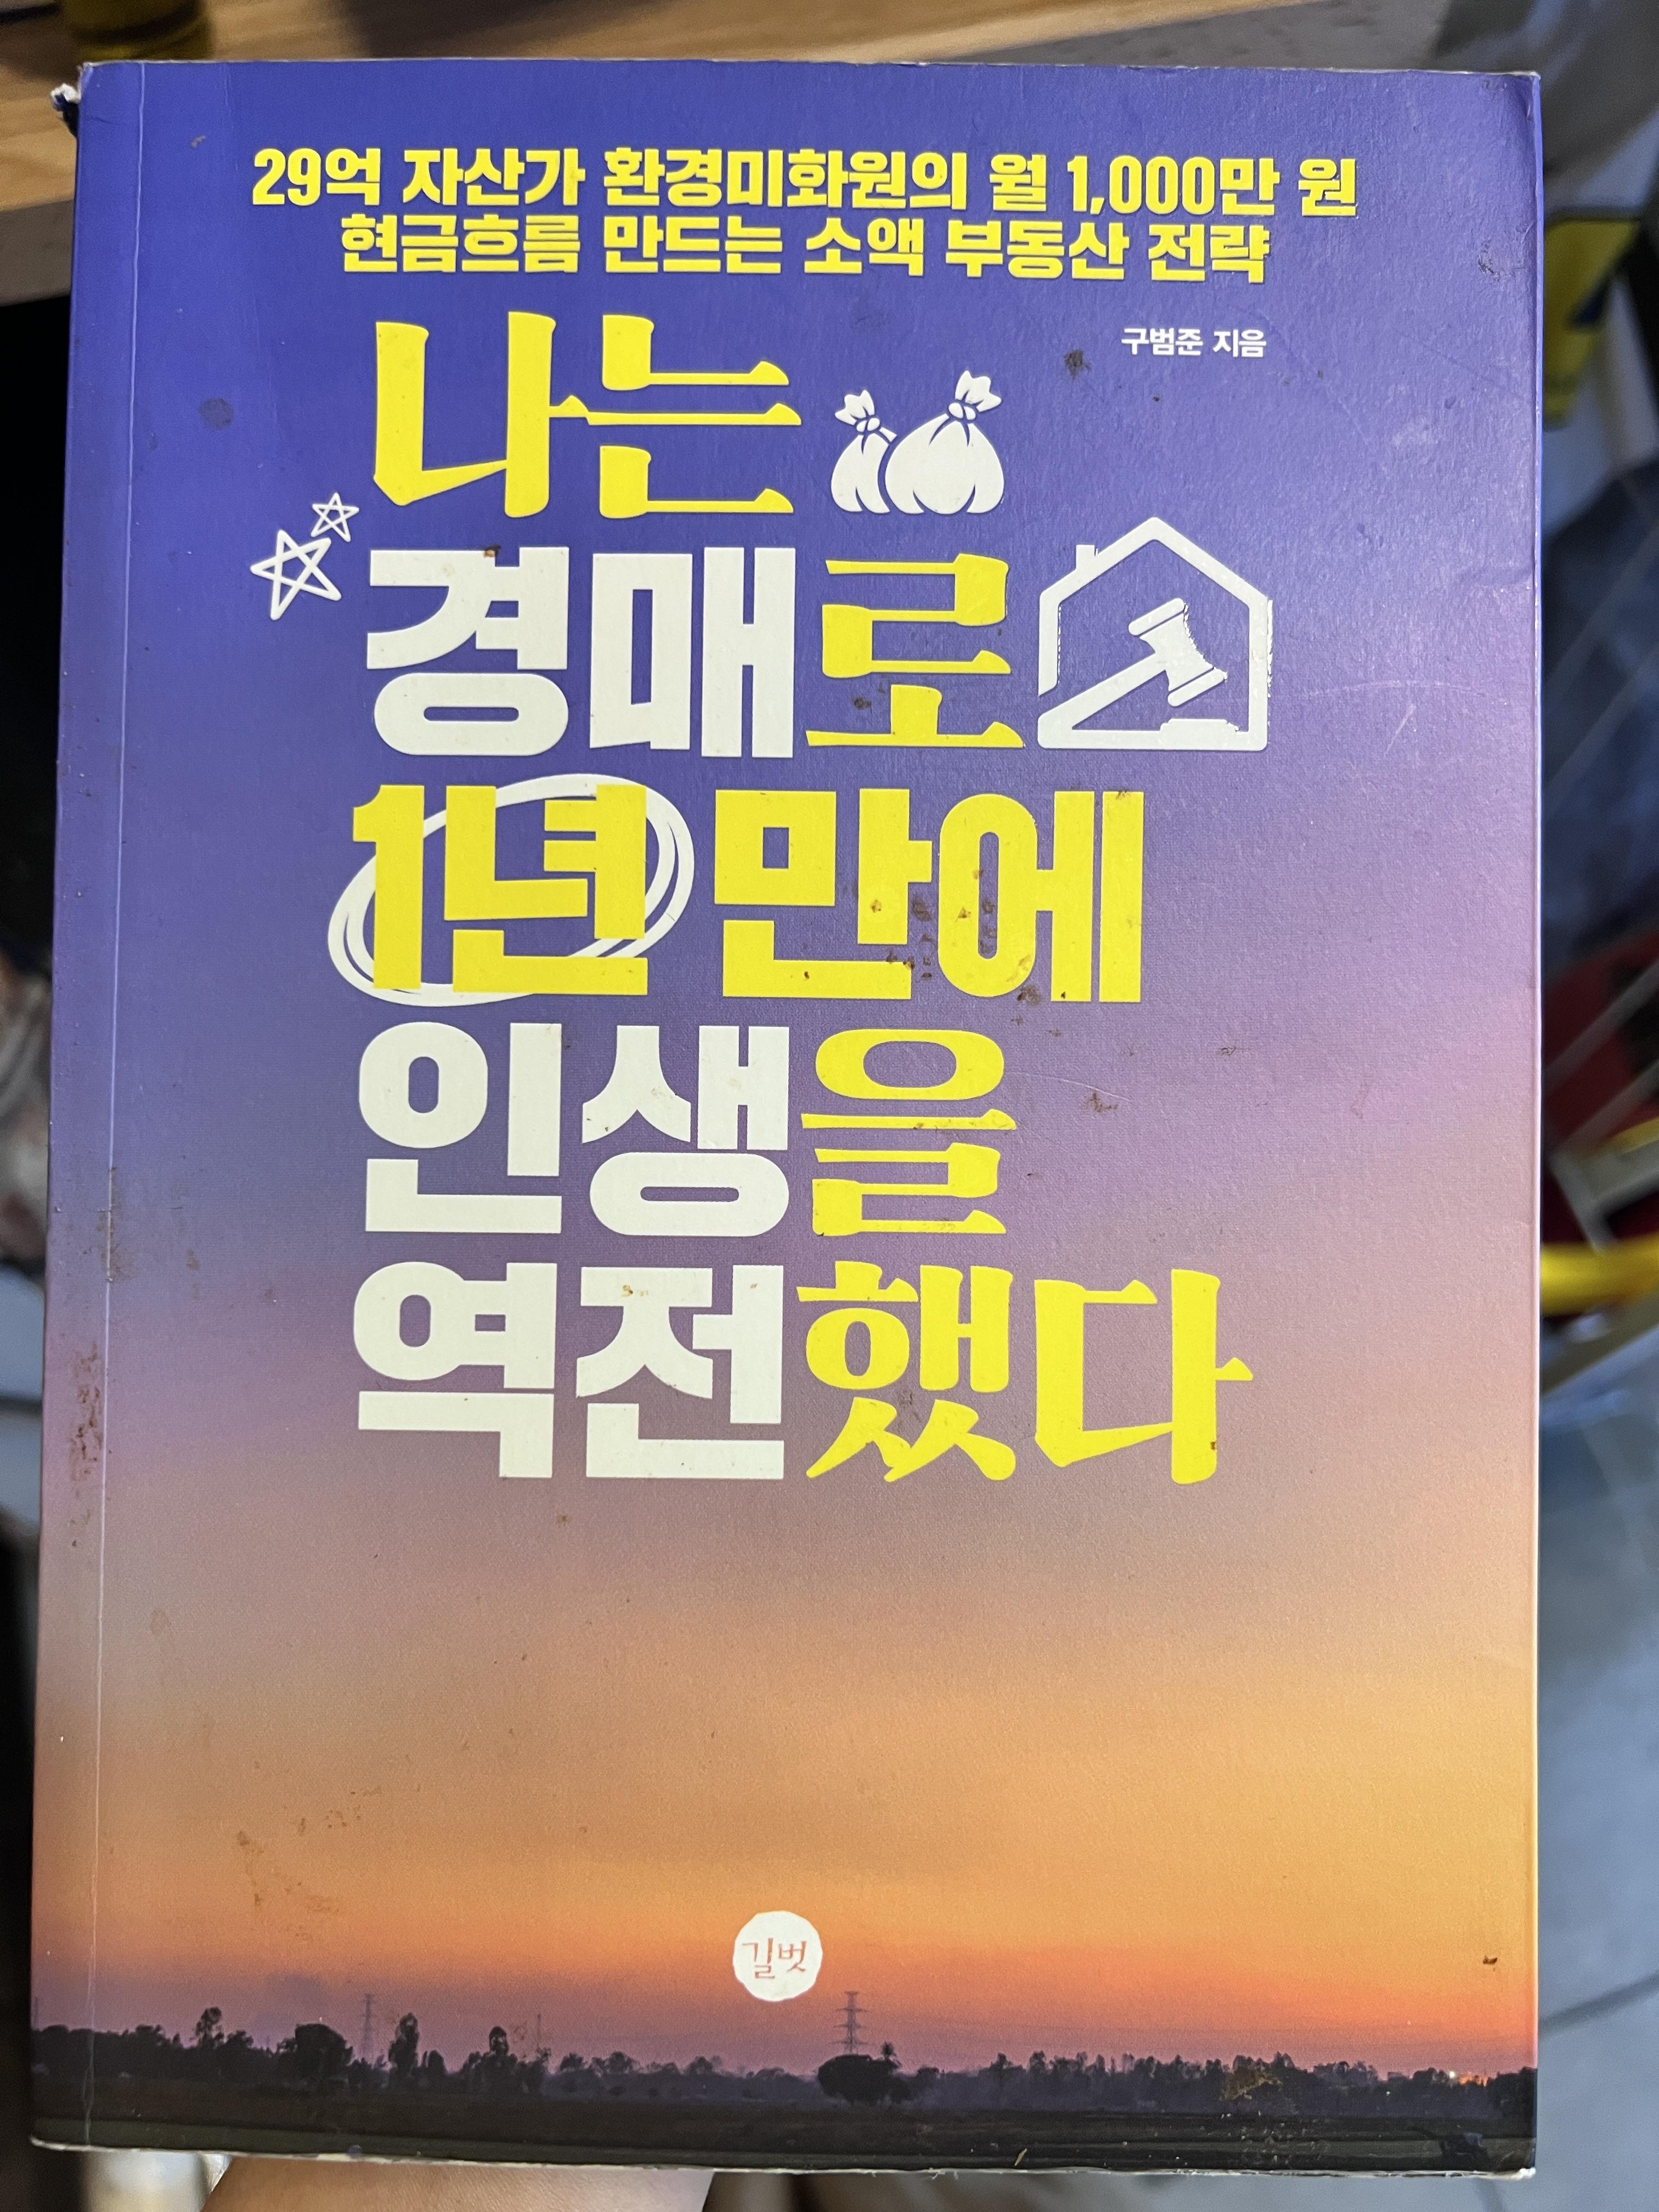 29억 자산가 환경미화원의 월 1,000만 원
현금흐름 만드는 소액 부동산 전략
구범준 지음
나는
경매로
1년 만에
인생을
역전했다
길벗